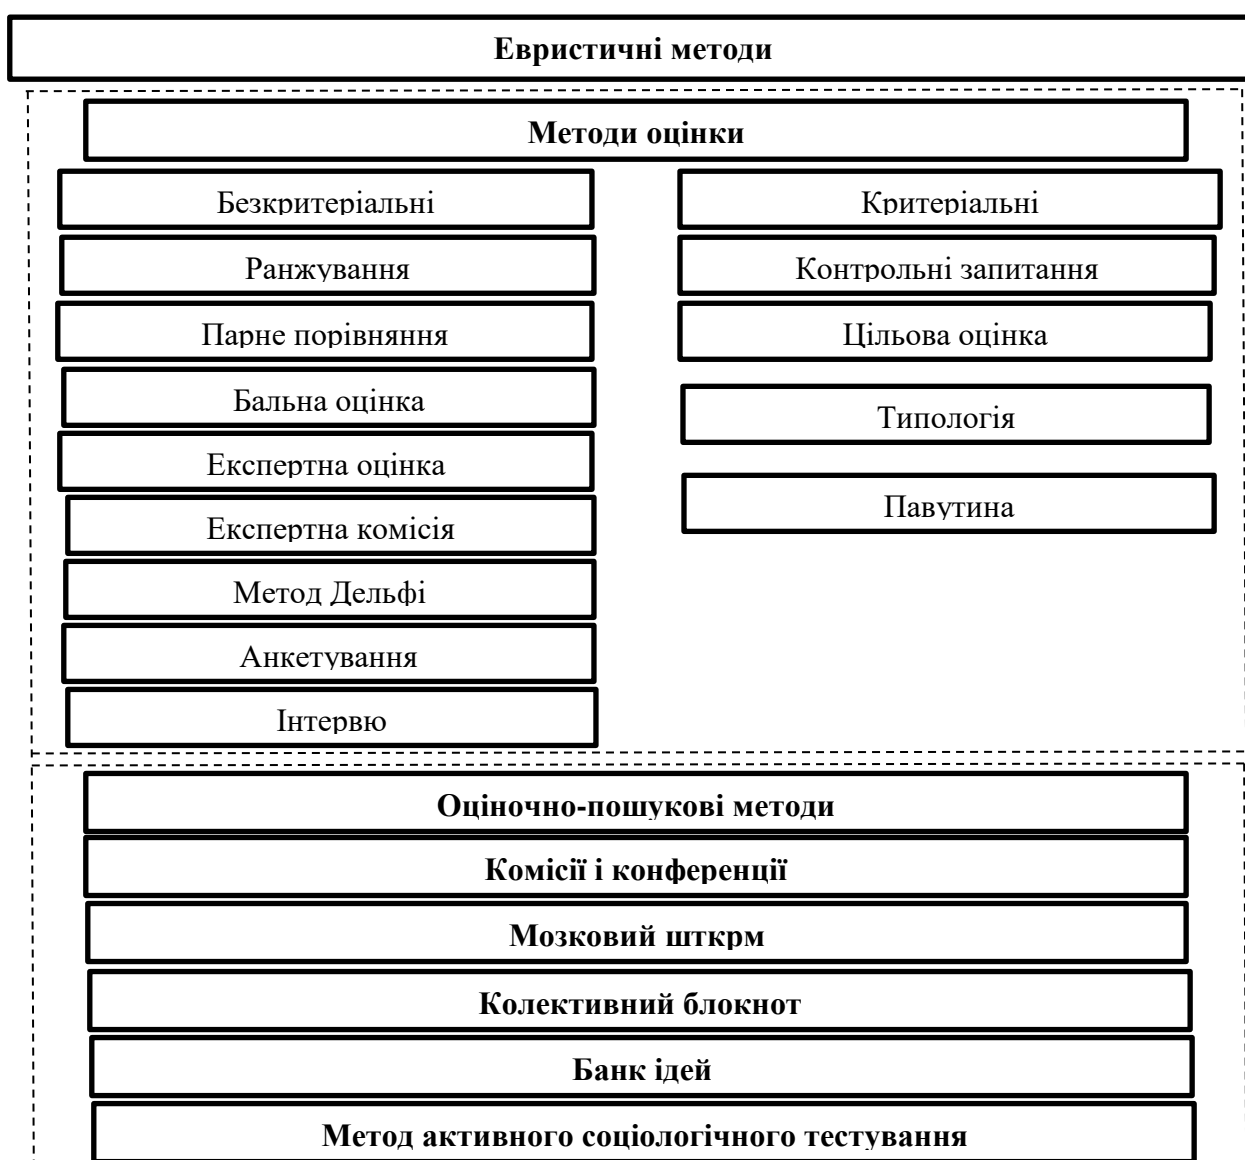 Евристичні методи
Методи оцінки
Безкритеріальні
Ранжування
Парне порівняння
Бальна оцінка
Експертна оцінка
Експертна комісія
Метод Дельфі
Анкетування
Інтервю
Критеріальні
Контрольні запитання
Цільова оцінка
Типологія
Павутина
Оціночно-пошукові методи
Комісії і конференції
Мозковий шткрм
Колективний блокнот
Банк ідей
Метод активного соціологічного тестування